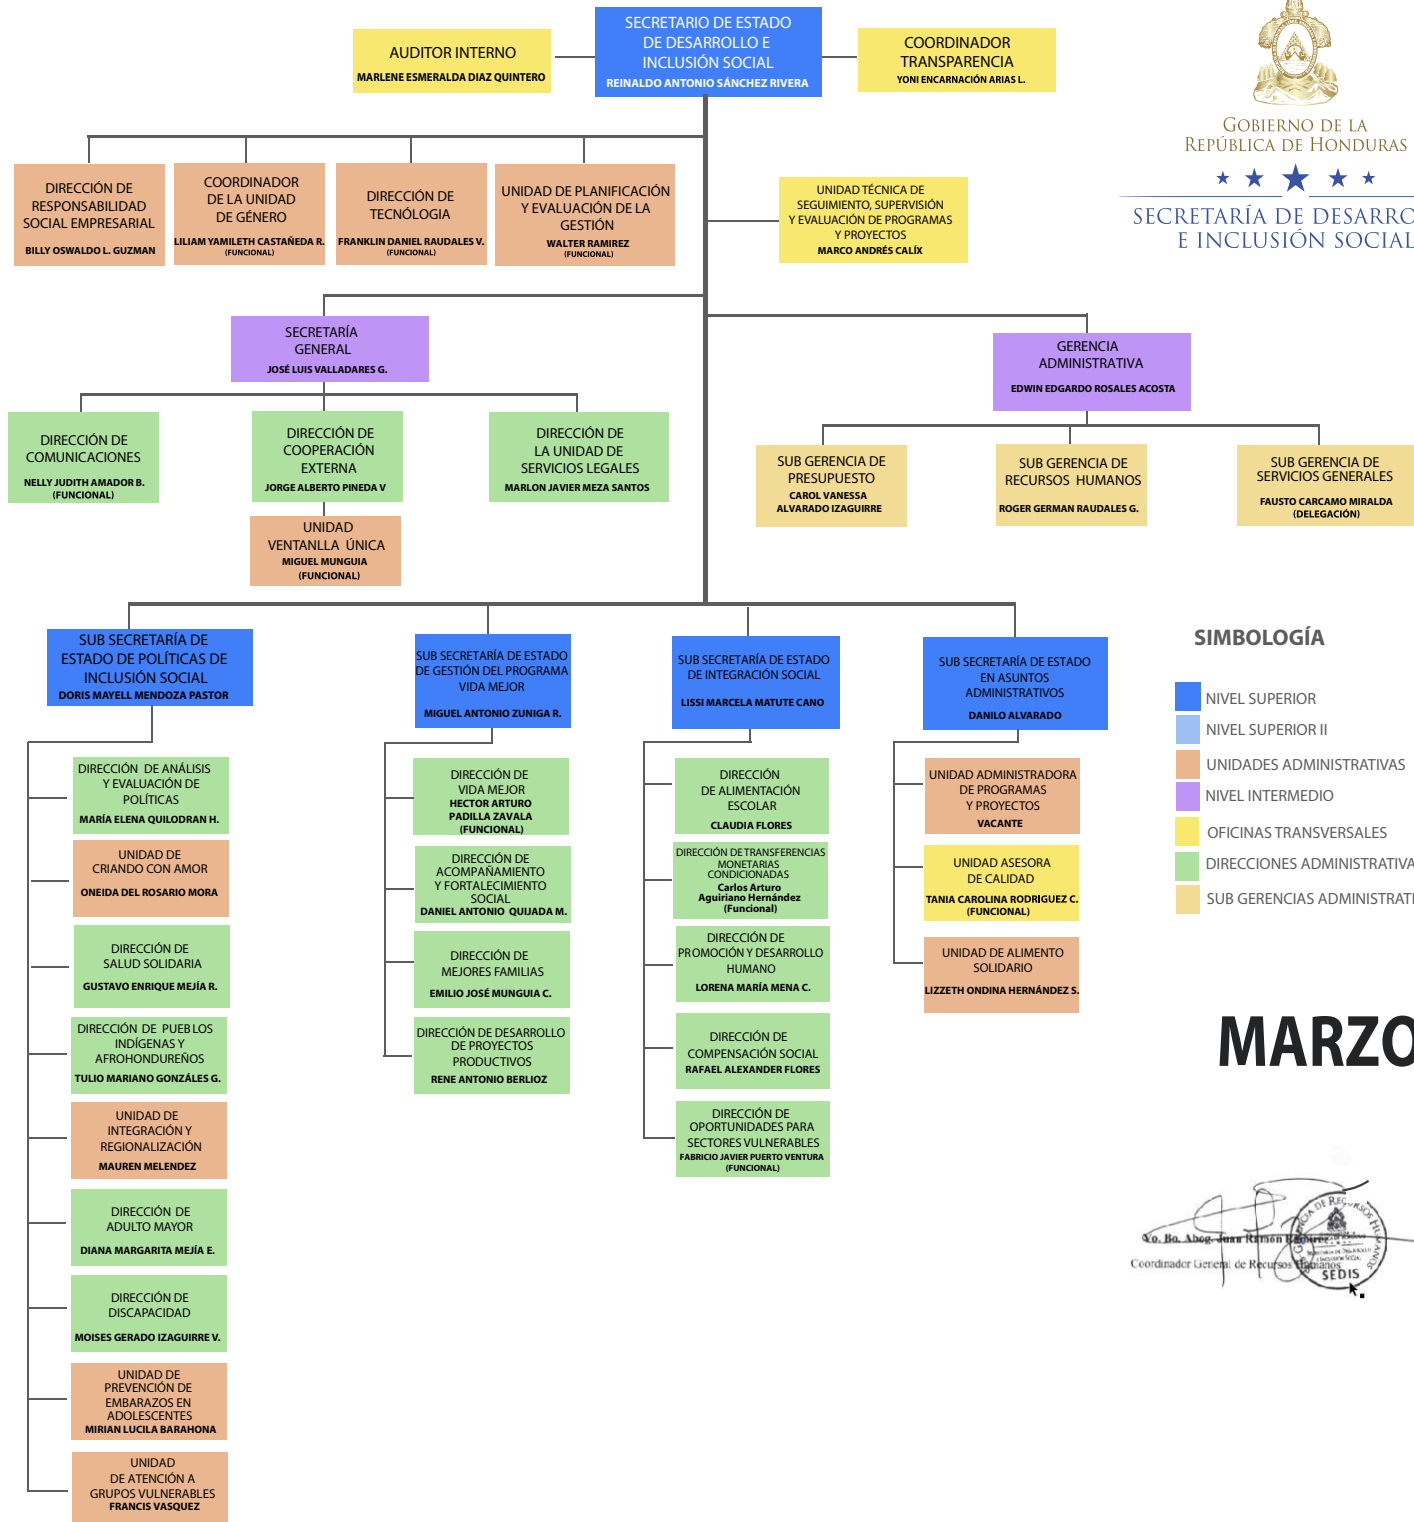 SECRETARIO DE ESTADO
DE DESARROLLO E
INCLUSIÓN SOCIAL
REINALDO ANTONIO SÁNCHEZ RIVERA
AUDITOR INTERNO
MARLENE ESMERALDA DIAZ QUINTERO
COORDINADOR
TRANSPARENCIA
YONI ENCARNACIÓN ARIAS L.
GOBIERNO DE LA
REPÚBLICA DE HONDURAS
SECRETARÍA DE DESARRO
E INCLUSIÓN SOCIAL
DIRECCIÓN DE
RESPONSABILIDAD
SOCIAL EMPRESARIAL
BILLY OSWALDO L. GUZMAN
COORDINADOR
DE LA UNIDAD
DE GÉNERO
LILIAM YAMILETH CASTAÑEDA R.
(FUNCIONAL)
DIRECCIÓN DE
TECNÓLOGIA
FRANKLIN DANIEL RAUDALES V.
(FUNCIONAL)
UNIDAD DE PLANIFICACIÓN
Y EVALUACIÓN DE LA
GESTIÓN
WALTER RAMIREZ
(FUNCIONAL)
UNIDAD TÉCNICA DE
SEGUIMIENTO, SUPERVISIÓN
Y EVALUACIÓN DE PROGRAMAS
Y PROYECTOS
MARCO ANDRÉS CALÍX
SECRETARÍA
GENERAL
JOSÉ LUIS VALLADARES G.
GERENCIA
ADMINISTRATIVA
EDWIN EDGARDO ROSALES ACOSTA
DIRECCIÓN DE
COMUNICACIONES
NELLY JUDITH AMADOR B.
(FUNCIONAL)
DIRECCIÓN DE
COOPERACIÓN
EXTERNA
JORGE ALBERTO PINEDA V
DIRECCIÓN DE
LA UNIDAD DE
SERVICIOS LEGALES
MARLON JAVIER MEZA SANTOS
SUB GERENCIA DE
PRESUPUESTO
CAROL VANESSA
ALVARADO IZAGUIRRE
SUB GERENCIA DE
RECURSOS HUMANOS
ROGER GERMAN RAUDALES G.
SUB GERENCIA DE
SERVICIOS GENERALES
FAUSTO CARCAMO MIRALDA
(DELEGACIÓN)
UNIDAD
VENTANLLA ÚNICA
MIGUEL MUNGUIA
(FUNCIONAL)
SUB SECRETARÍA DE
ESTADO DE POLÍTICAS DE
INCLUSIÓN SOCIAL
DORIS MAYELL MENDOZA PASTOR
SUB SECRETARÍA DE ESTADO
DE GESTIÓN DEL PROGRAMA
VIDA MEJOR
MIGUEL ANTONIO ZUNIGA R.
SUB SECRETARÍA DE ESTADO
DE INTEGRACIÓN SOCIAL
LISSI MARCELA MATUTE CANO
SUB SECRETARÍA DE ESTADO
EN ASUNTOS
ADMINISTRATIVOS
DANILO ALVARADO
DIRECCIÓN DE ANÁLISIS
Y EVALUACIÓN DE
POLÍTICAS
MARÍA ELENA QUILODRAN H.
UNIDAD DE
CRIANDO CON AMOR
ONEIDA DEL ROSARIO MORA
DIRECCIÓN DE
SALUD SOLIDARIA
GUSTAVO ENRIQUE MEJÍA R.
DIRECCIÓN DE PUEBLOS
INDÍGENAS Y
AFROHONDUREÑOS
TULIO MARIANO GONZÁLES G.
UNIDAD DE
INTEGRACIÓN Y
REGIONALIZACIÓN
MAUREN MELENDEZ
DIRECCIÓN DE
ADULTO MAYOR
DIANA MARGARITA MEJÍA E.
DIRECCIÓN DE
DISCAPACIDAD
MOISES GERADO IZAGUIRRE V.
UNIDAD DE
PREVENCIÓN DE
EMBARAZOS EN
ADOLESCENTES
MIRIAN LUCILA BARAHONA
UNIDAD
DE ATENCIÓN A
GRUPOS VULNERABLES
FRANCIS VASQUEZ
DIRECCIÓN DE
VIDA MEJOR
HECTOR ARTURO
PADILLA ZAVALA
(FUNCIONAL)
DIRECCIÓN DE
ACOMPAÑAMIENTO
Y FORTALECIMIENTO
SOCIAL
DANIEL ANTONIO QUIJADA M.
DIRECCIÓN DE
MEJORES FAMILIAS
EMILIO JOSÉ MUNGUIA C.
DIRECCIÓN DE DESARROLLO
DE PROYECTOS
PRODUCTIVOS
RENE ANTONIO BERLIOZ
DIRECCIÓN
DE ALIMENTACIÓN
ESCOLAR
CLAUDIA FLORES
DIRECCIÓN DE TRANSFERENCIAS
MONETARIAS
CONDICIONADAS
Carlos Arturo
Aguiriano Hernández
(Funcional)
DIRECCIÓN DE
PROMOCIÓN Y DESARROLLO
HUMANO
LORENA MARÍA MENA C.
DIRECCIÓN DE
COMPENSACIÓN SOCIAL
RAFAEL ALEXANDER FLORES
DIRECCIÓN DE
OPORTUNIDADES PARA
SECTORES VULNERABLES
FABRICIO JAVIER PUERTO VENTURA
(FUNCIONAL)
UNIDAD ADMINISTRADORA
DE PROGRAMAS
Y PROYECTOS
VACANTE
UNIDAD ASESORA
DE CALIDAD
TANIA CAROLINA RODRIGUEZ C.
(FUNCIONAL)
UNIDAD DE ALIMENTO
SOLIDARIO
LIZZETH ONDINA HERNÁNDEZ S.
SIMBOLOGÍA
NIVEL SUPERIOR
NIVEL SUPERIOR II
UNIDADES ADMINISTRATIVAS
NIVEL INTERMEDIO
OFICINAS TRANSVERSALES
DIRECCIONES ADMINISTRATIVA
SUB GERENCIAS ADMINISTRATI
MARZO
Vo. Bo. Abog. Juan Ramón Ramirez
Coordinador General de Recursos Humanos
SEDIS